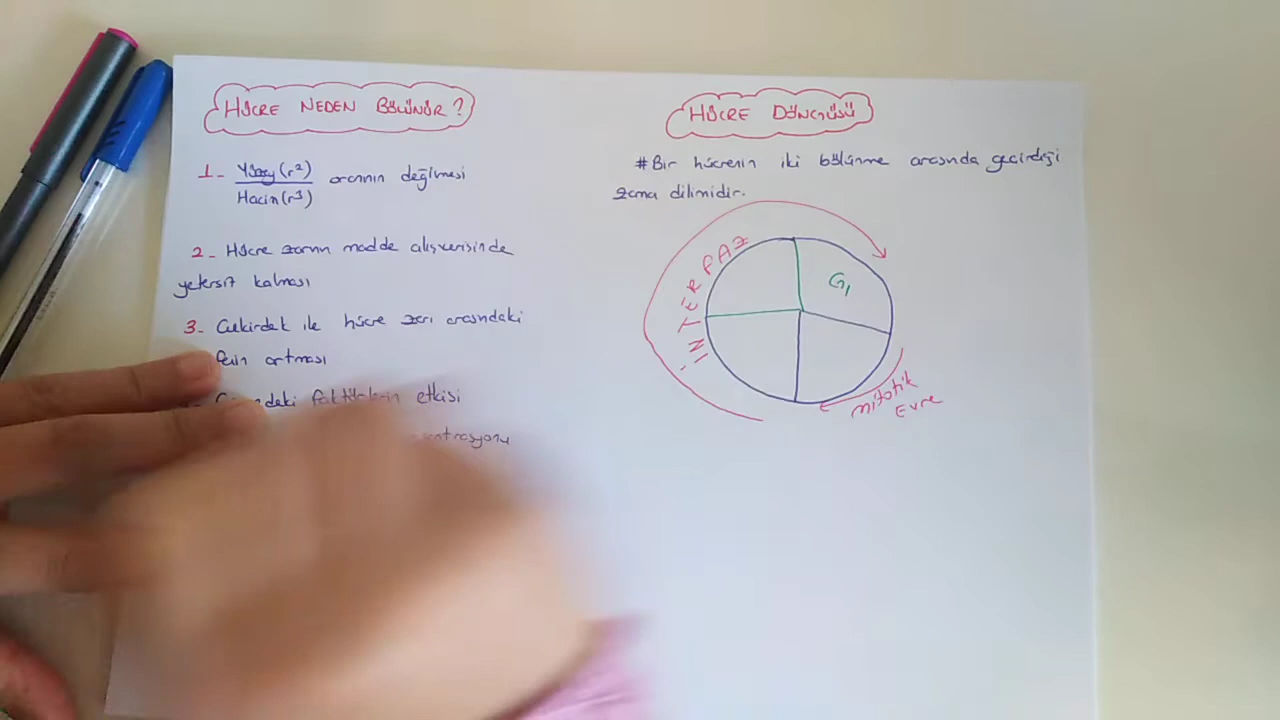 HÜCRE NEDEN BÖLÜNÜR?
1- Yüzey (r²)
Hacim (r³)
oranının değişmesi
2- Hücre zarının madde alışverişinde
yetersiz kalması
3- Çekirdek ile hücre zarı arasındaki
artması
etkisi
HÜCRE DÖNGÜSÜ
#Bir hücrenin iki bölünme arasında geçirdiği
zama dilimidir.
İNTERFAZ
G₁
mitotik
Evre